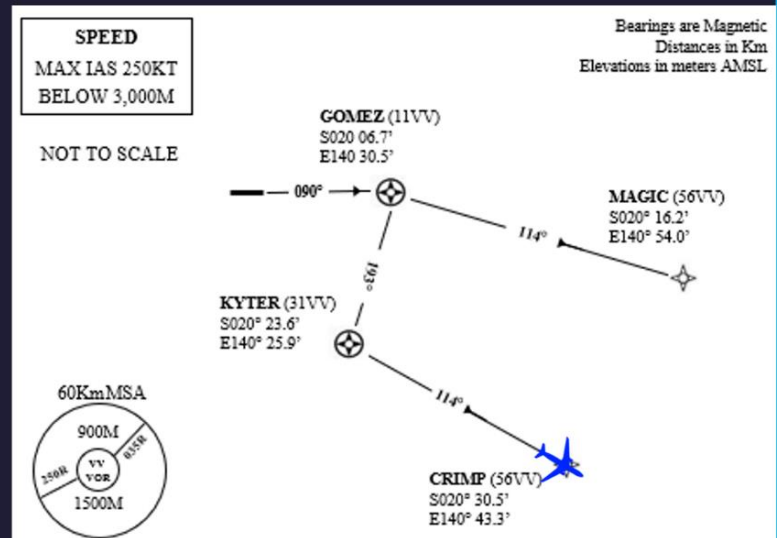 SPEED
MAX IAS 250KT
BELOW 3,000M
Bearings are Magnetic
Distances in Km
Elevations in meters AMSL
NOT TO SCALE
GOMEZ (11VV)
S020 06.7'
E140 30.5'
090°
MAGIC (56VV)
S020° 16.2'
E140° 54.0'
114°
193°
KYTER (31VV)
S020° 23.6'
E140° 25.9'
114°
60KmMSA
900M
035R
VV
VOR
250R
1500M
CRIMP (56VV)
S020° 30.5'
E140° 43.3'